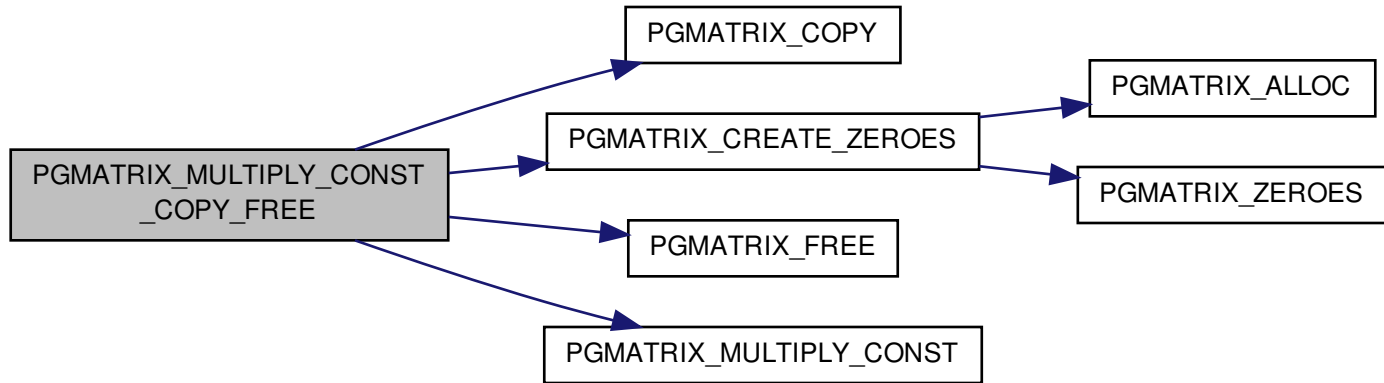 PGMATRIX_MULTIPLY_CONST
_COPY_FREE
PGMATRIX_COPY
PGMATRIX_CREATE_ZEROES
PGMATRIX_FREE
PGMATRIX_MULTIPLY_CONST
PGMATRIX_ALLOC
PGMATRIX_ZEROES